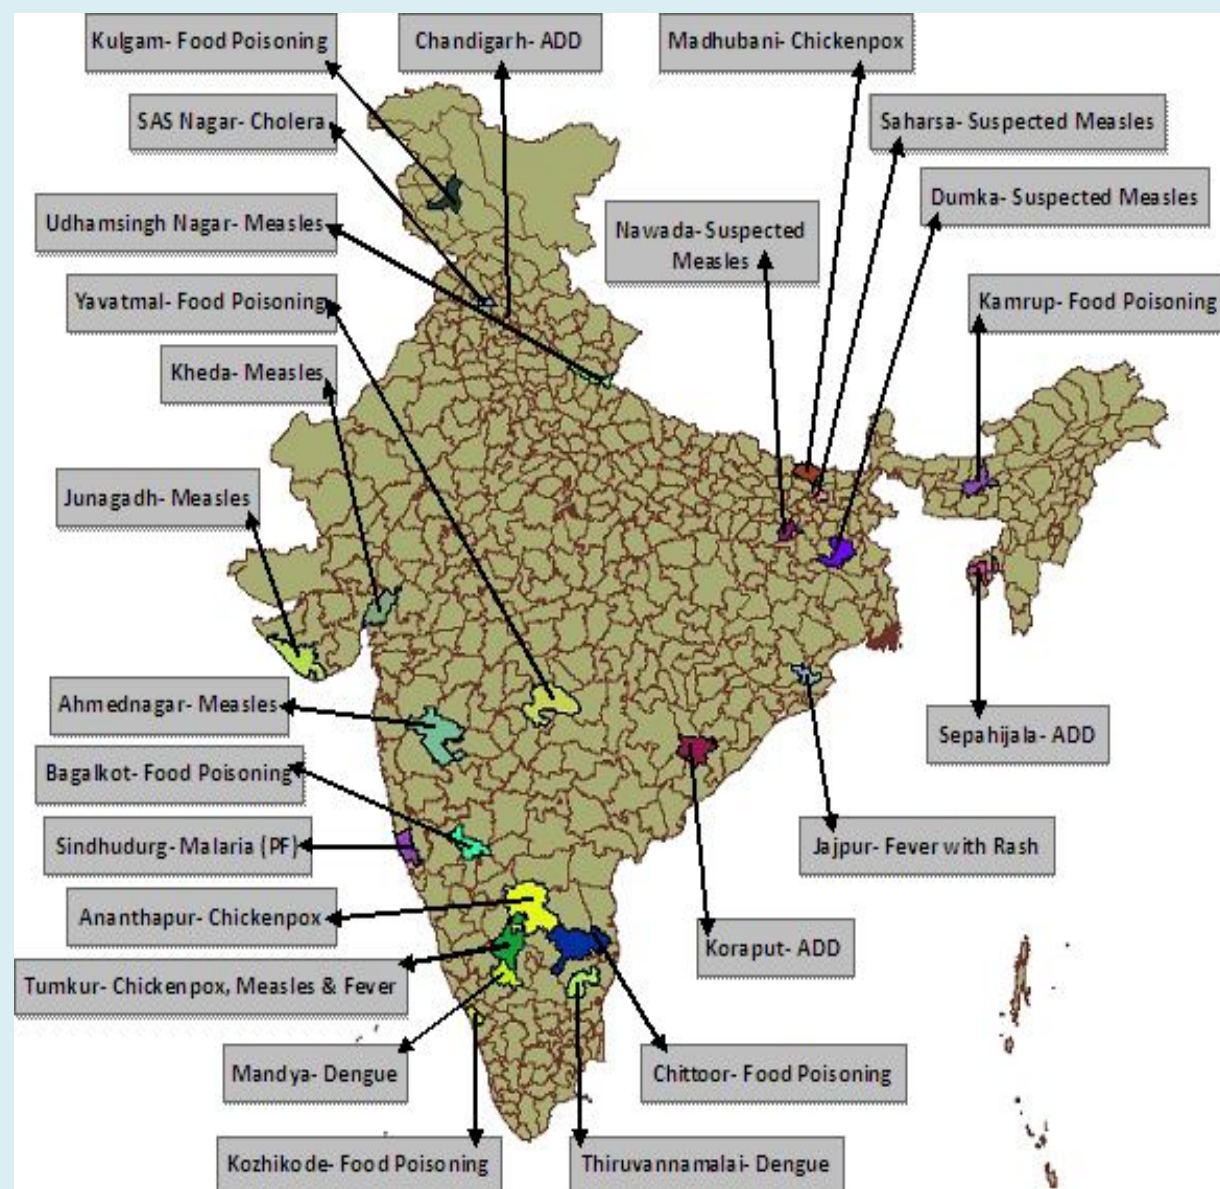 Kulgam- Food Poisoning
Chandigarh- ADD
Madhubani- Chickenpox
SAS Nagar- Cholera
Saharsa- Suspected Measles
Dumka- Suspected Measles
Udhamsingh Nagar- Measles
Nawada- Suspected
Measles
Yavatmal- Food Poisoning
Kamrup- Food Poisoning
Kheda- Measles
Junagadh- Measles
Ahmednagar- Measles
Sepahijala- ADD
Bagalkot- Food Poisoning
Sindhudurg- Malaria (PF)
Jajpur- Fever with Rash
Ananthapur- Chickenpox
Koraput- ADD
Tumkur- Chickenpox, Measles & Fever
Mandya- Dengue
Chittoor- Food Poisoning
Kozhikode- Food Poisoning
Thiruvannamalai- Dengue